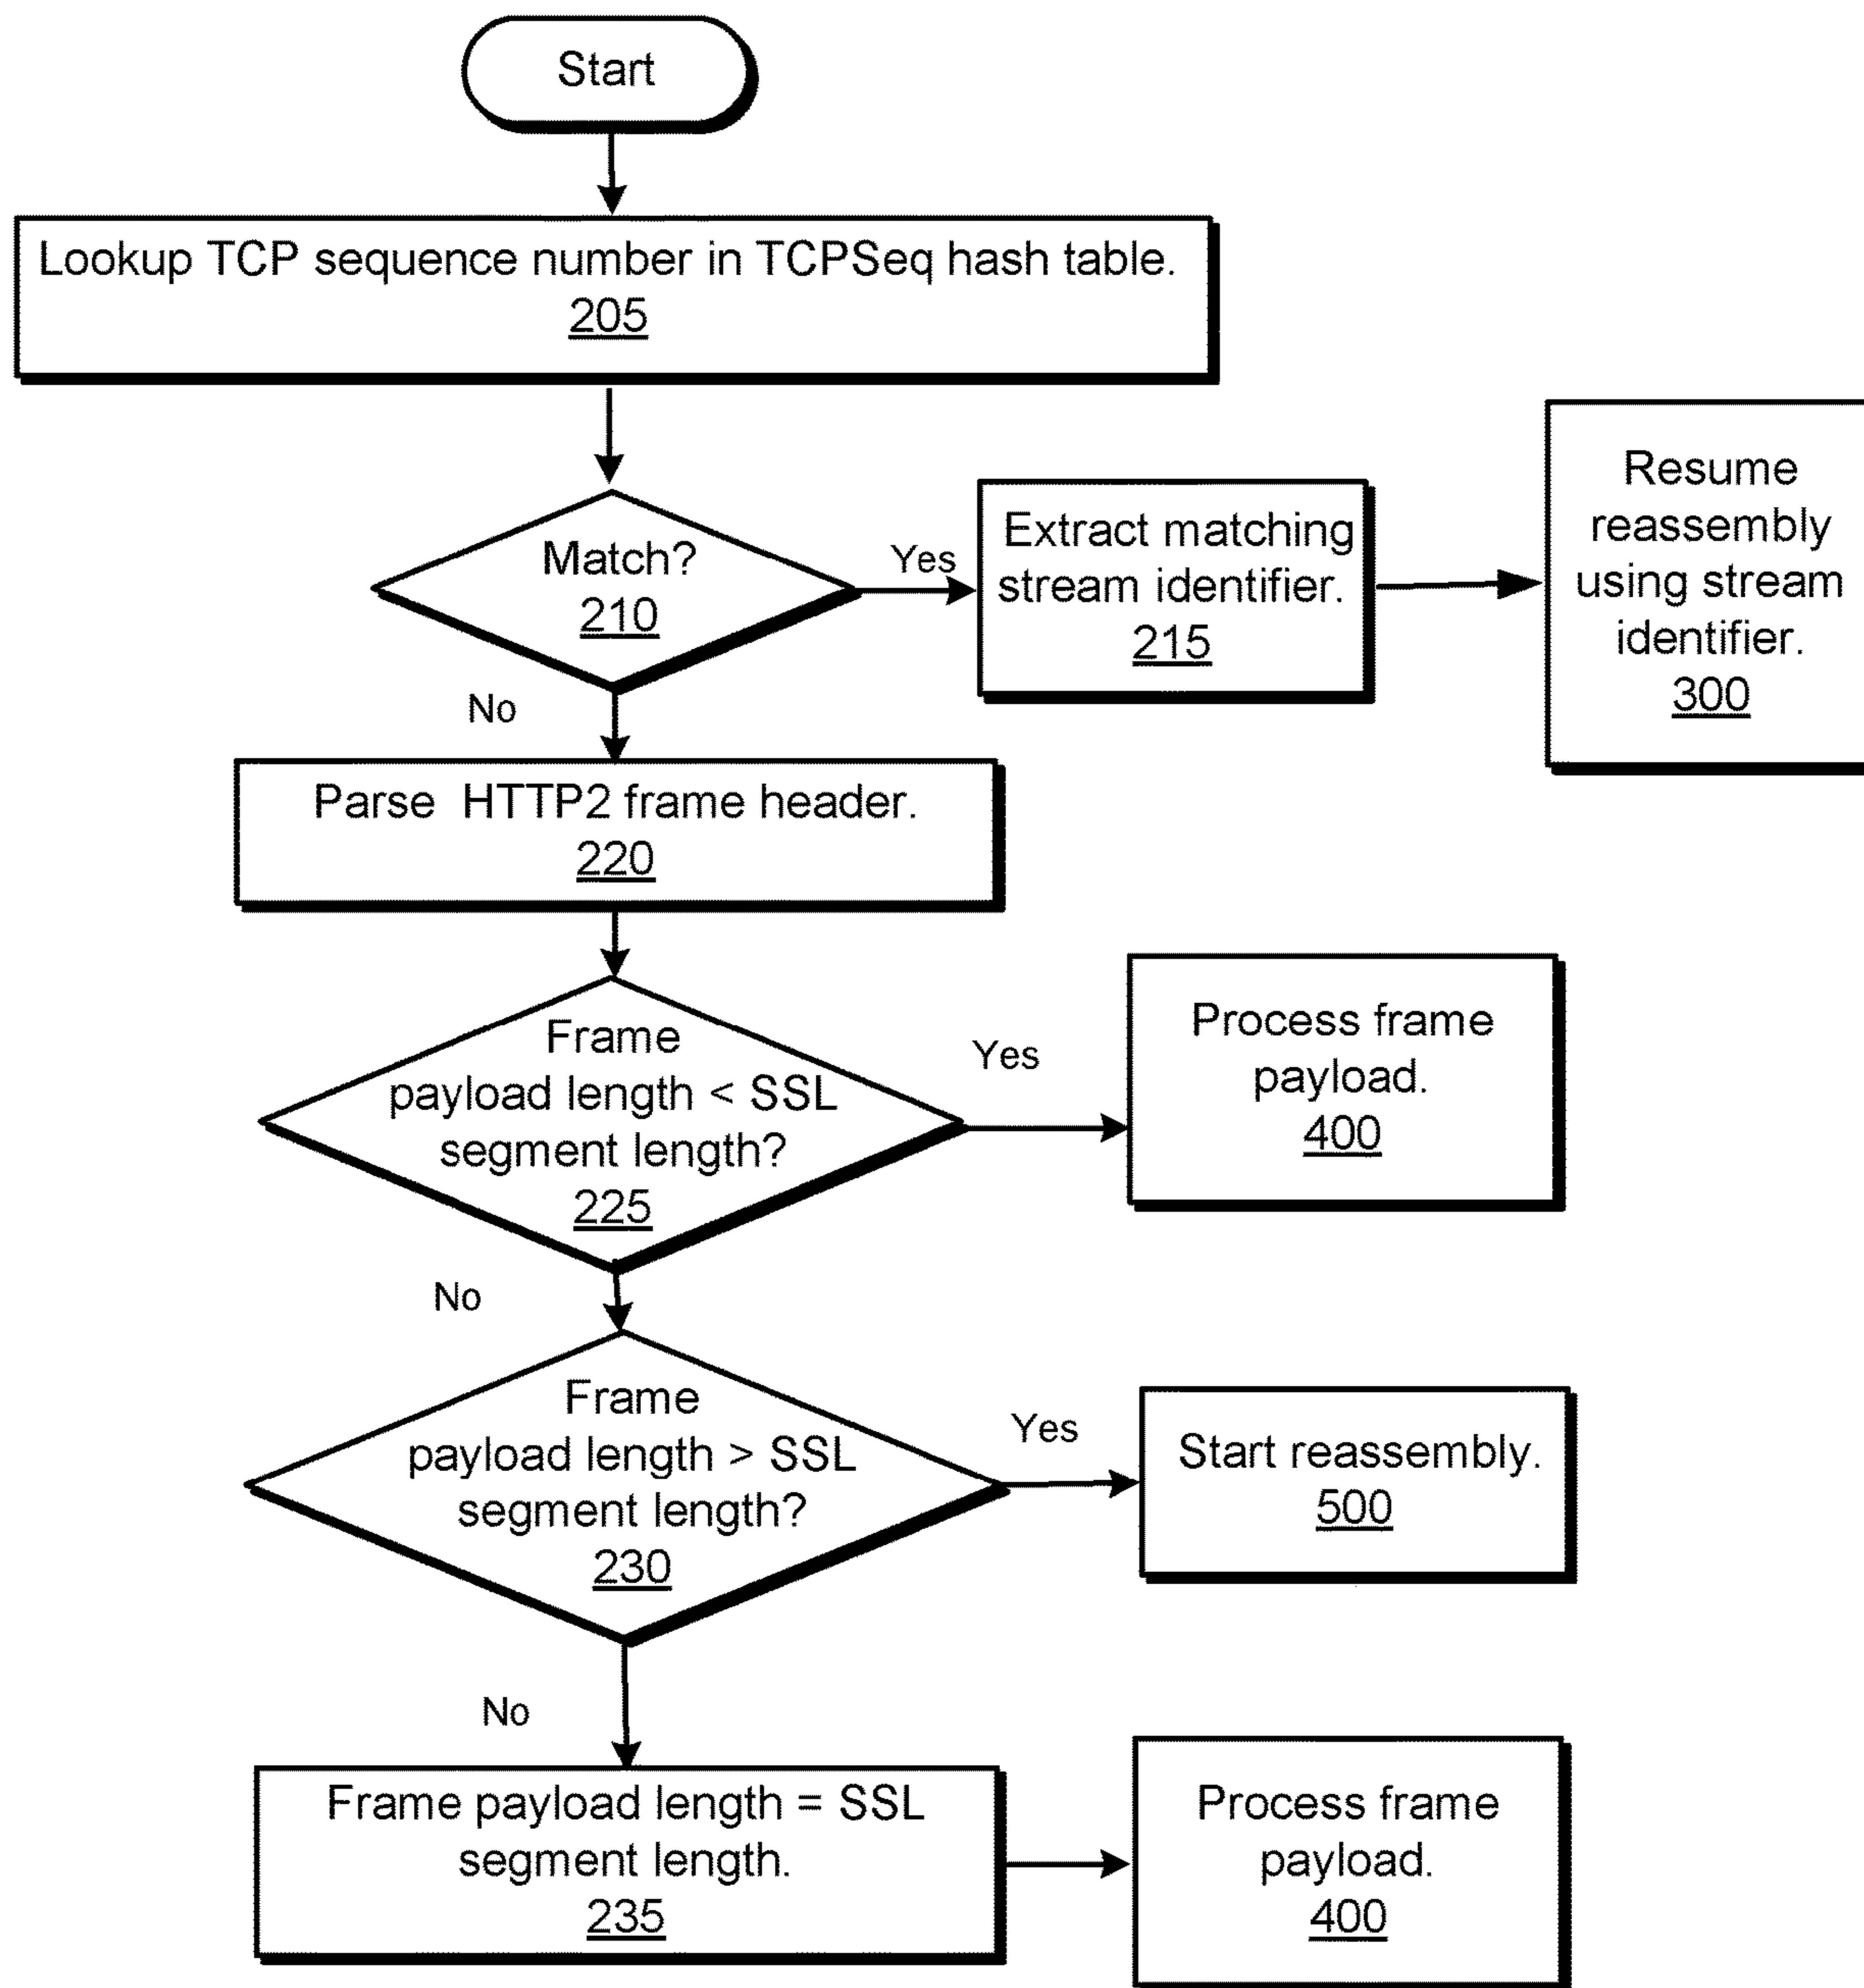 Start
Lookup TCP sequence number in TCPSeq hash table.
205
Match?
210
Yes
Extract matching
stream identifier.
215
Resume
reassembly
using stream
identifier.
300
No
Parse HTTP2 frame header.
220
Frame
payload length < SSL
segment length?
225
Yes
Process frame
payload.
400
No
Frame
payload length > SSL
segment length?
230
Yes
Start reassembly.
500
No
Frame payload length = SSL
segment length.
235
Process frame
payload.
400